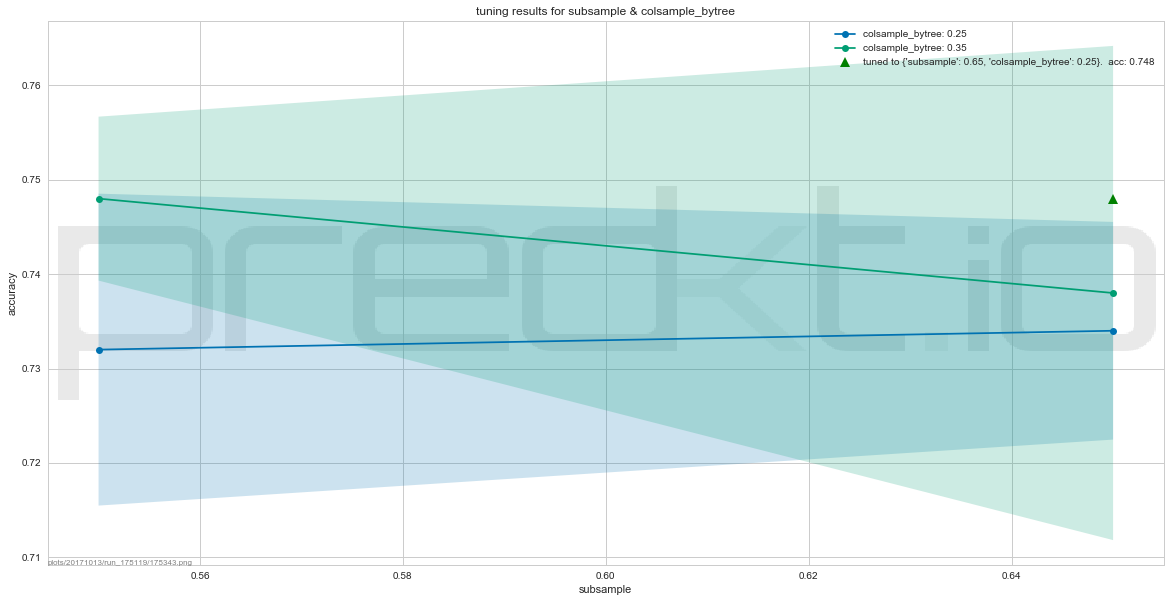 tuning results for subsample & colsample_bytree
colsample_bytree: 0.25
colsample_bytree: 0.35
tuned to {'subsample': 0.65, 'colsample_bytree': 0.25}.  acc: 0.748
0.76
0.75
0.74
0.73
0.72
0.71
accuracy
predkt.io
plots/20171013/run_175119/175343.png
0.56 0.58 0.60 0.62 0.64
subsample